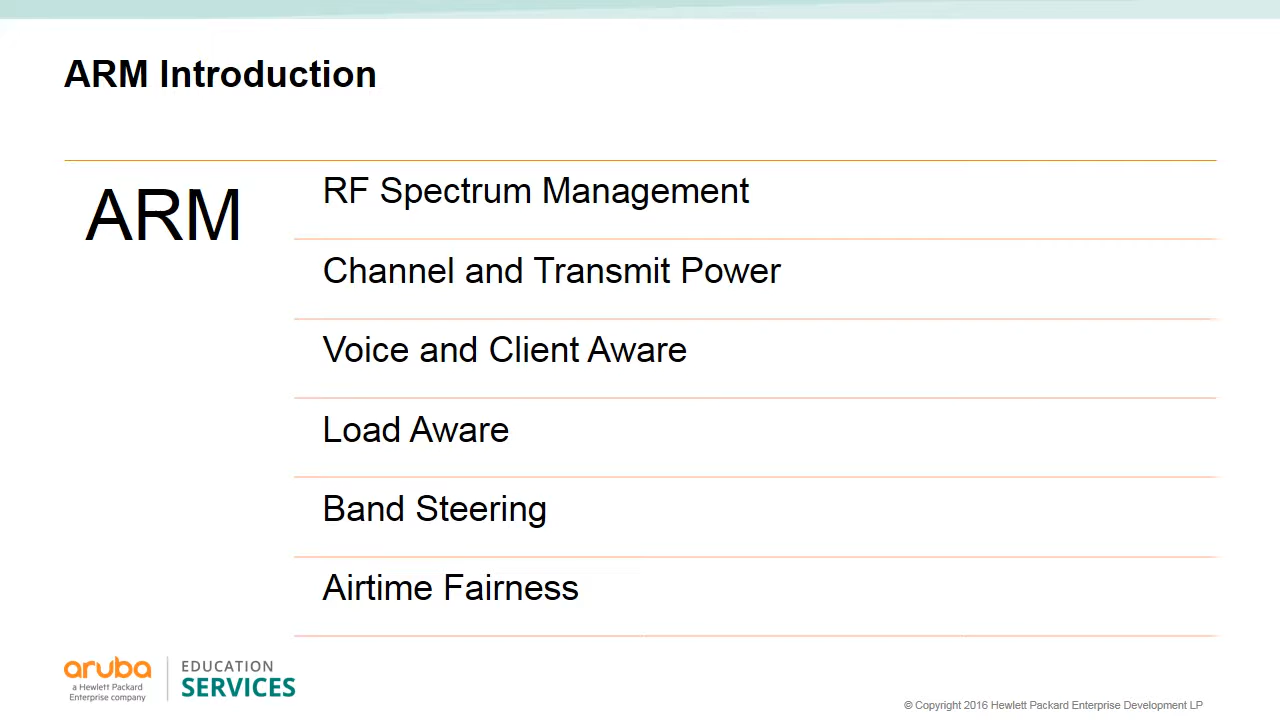 ARM Introduction
ARM
RF Spectrum Management
Channel and Transmit Power
Voice and Client Aware
Load Aware
Band Steering
Airtime Fairness
aruba
a Hewlett Packard
Enterprise company
EDUCATION
SERVICES
© Copyright 2016 Hewlett Packard Enterprise Development LP